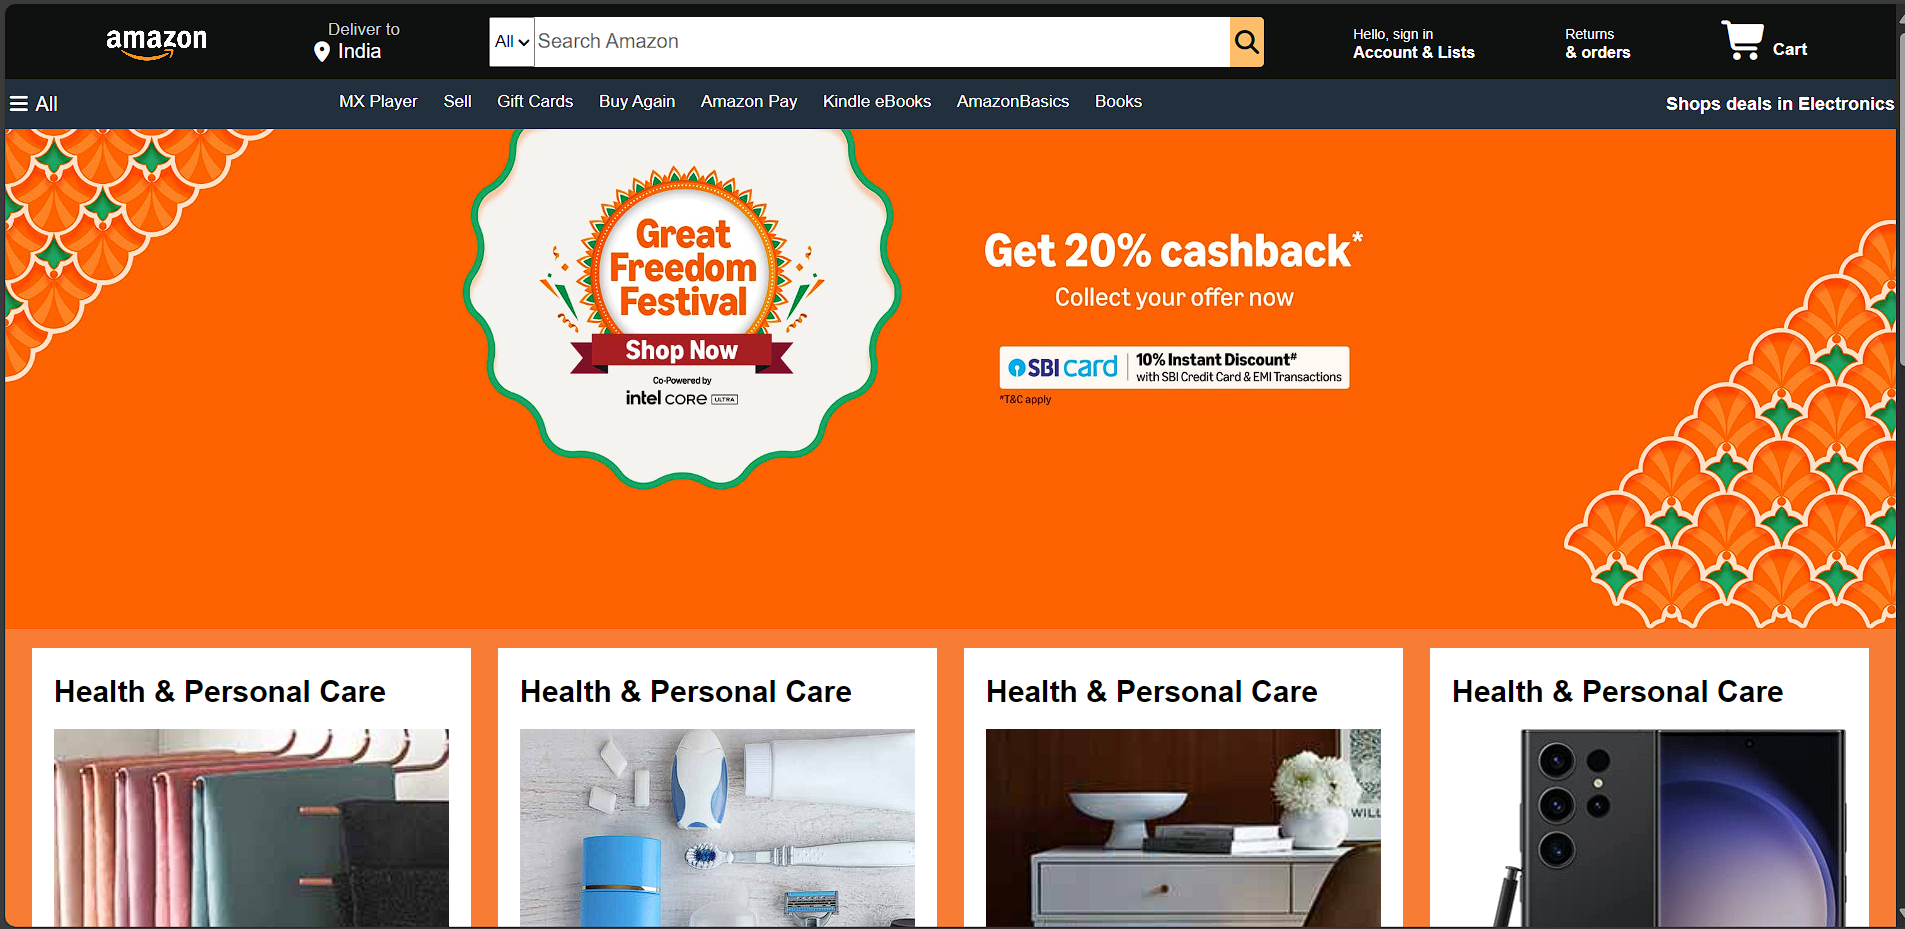 amazon
Deliver to
India
All
Search Amazon
Hello, sign in
Account & Lists
Returns
& orders
Cart
All
MX Player
Sell
Gift Cards
Buy Again
Amazon Pay
Kindle eBooks
AmazonBasics
Books
Shops deals in Electronics
Great
Freedom
Festival
Shop Now
Co-Powered by
intel CORE ULTRA
Get 20% cashback*
Collect your offer now
SBI card
10% Instant Discount#
with SBI Credit Card & EMI Transactions
#T&C apply
Health & Personal Care
Health & Personal Care
Health & Personal Care
Health & Personal Care
WILL